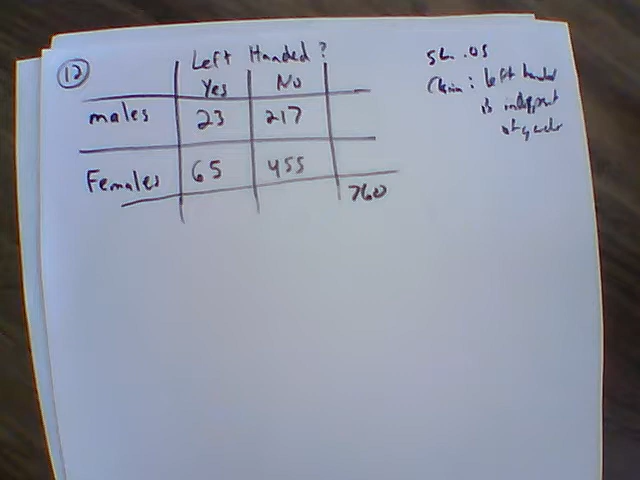 12
Left Handed?
Yes No
males 23 217
Females 65 455
760
SL .05
Claim: Left handed
is independent
of gender